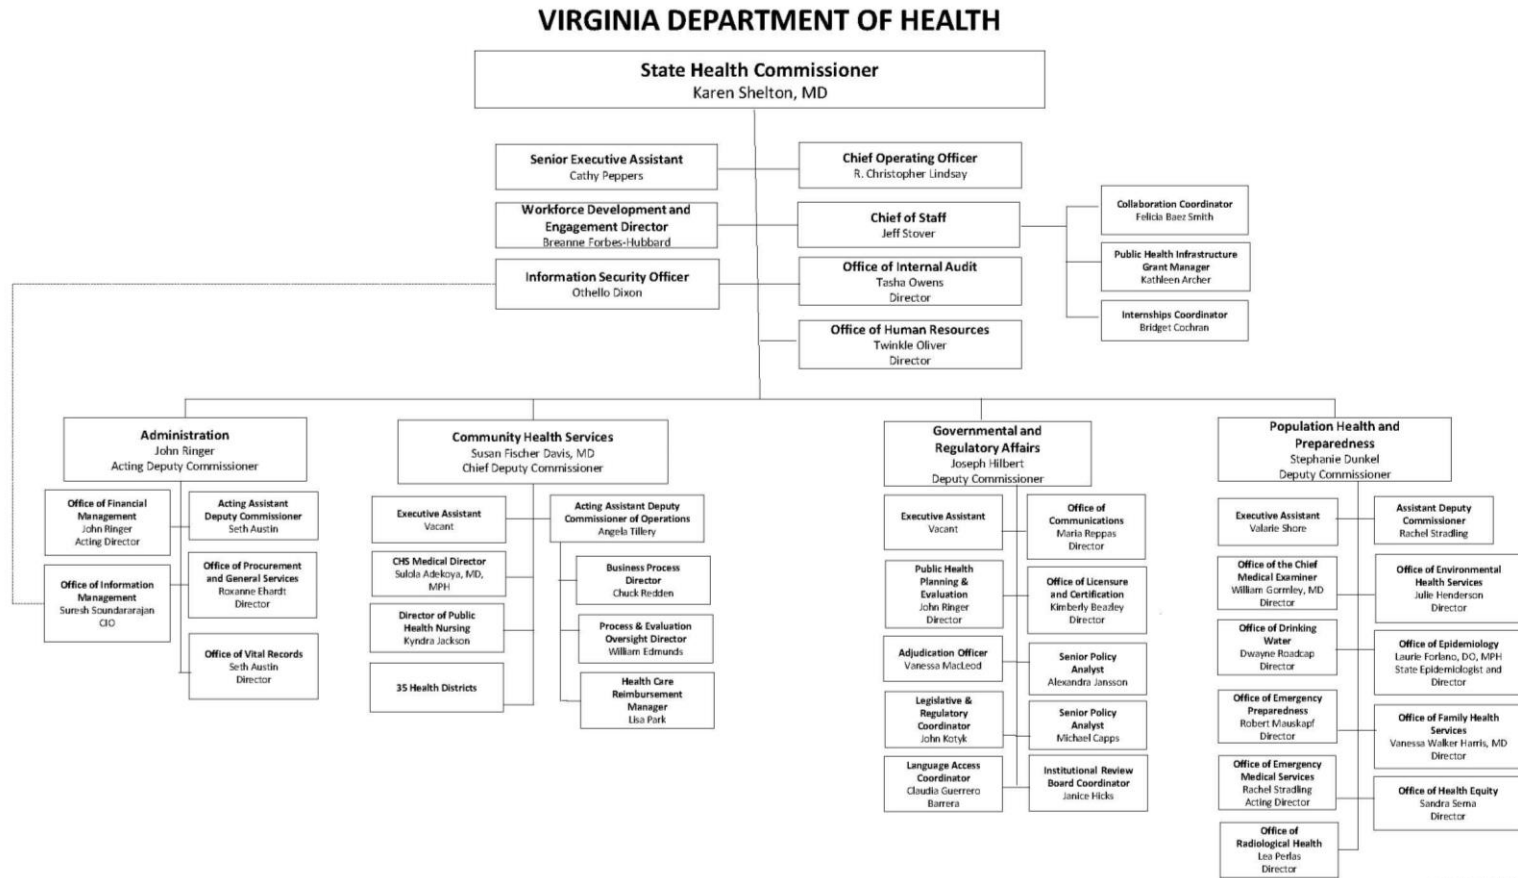 VIRGINIA DEPARTMENT OF HEALTH
State Health Commissioner
Karen Shelton, MD
Senior Executive Assistant
Cathy Peppers
Chief Operating Officer
R. Christopher Lindsay
Workforce Development and
Engagement Director
Breanne Forbes-Hubbard
Chief of Staff
Jeff Stover
Collaboration Coordinator
Felicia Baez Smith
Public Health Infrastructure
Grant Manager
Kathleen Archer
Internships Coordinator
Bridget Cochran
Information Security Officer
Othello Dixon
Office of Internal Audit
Tasha Owens
Director
Office of Human Resources
Twinkle Oliver
Director
Administration
John Ringer
Acting Deputy Commissioner
Office of Financial
Management
John Ringer
Acting Director
Acting Assistant
Deputy Commissioner
Seth Austin
Office of Information
Management
Suresh Soundararajan
CIO
Office of Procurement
and General Services
Roxanne Ehardt
Director
Office of Vital Records
Seth Austin
Director
Community Health Services
Susan Fischer Davis, MD
Chief Deputy Commissioner
Executive Assistant
Vacant
Acting Assistant Deputy
Commissioner of Operations
Angela Tillery
CHS Medical Director
Sulola Adekoya, MD,
MPH
Business Process
Director
Chuck Redden
Director of Public
Health Nursing
Kyndra Jackson
Process & Evaluation
Oversight Director
William Edmunds
35 Health Districts
Health Care
Reimbursement
Manager
Lisa Park
Governmental and
Regulatory Affairs
Joseph Hilbert
Deputy Commissioner
Executive Assistant
Vacant
Office of
Communications
Maria Reppas
Director
Public Health
Planning &
Evaluation
John Ringer
Director
Office of Licensure
and Certification
Kimberly Beazley
Director
Adjudication Officer
Vanessa MacLeod
Senior Policy
Analyst
Alexandra Jansson
Legislative &
Regulatory
Coordinator
John Kotyk
Senior Policy
Analyst
Michael Capps
Language Access
Coordinator
Claudia Guerrero
Barrera
Institutional Review
Board Coordinator
Janice Hicks
Population Health and
Preparedness
Stephanie Dunkel
Deputy Commissioner
Executive Assistant
Valarie Shore
Assistant Deputy
Commissioner
Rachel Stradling
Office of the Chief
Medical Examiner
William Gormley, MD
Director
Office of Environmental
Health Services
Julie Henderson
Director
Office of Drinking
Water
Dwayne Roadcap
Director
Office of Epidemiology
Laurie Forlano, DO, MPH
State Epidemiologist and
Director
Office of Emergency
Preparedness
Robert Mauskapf
Director
Office of Family Health
Services
Vanessa Walker Harris, MD
Director
Office of Emergency
Medical Services
Rachel Stradling
Acting Director
Office of Health Equity
Sandra Serna
Director
Office of
Radiological Health
Lea Perlas
Director